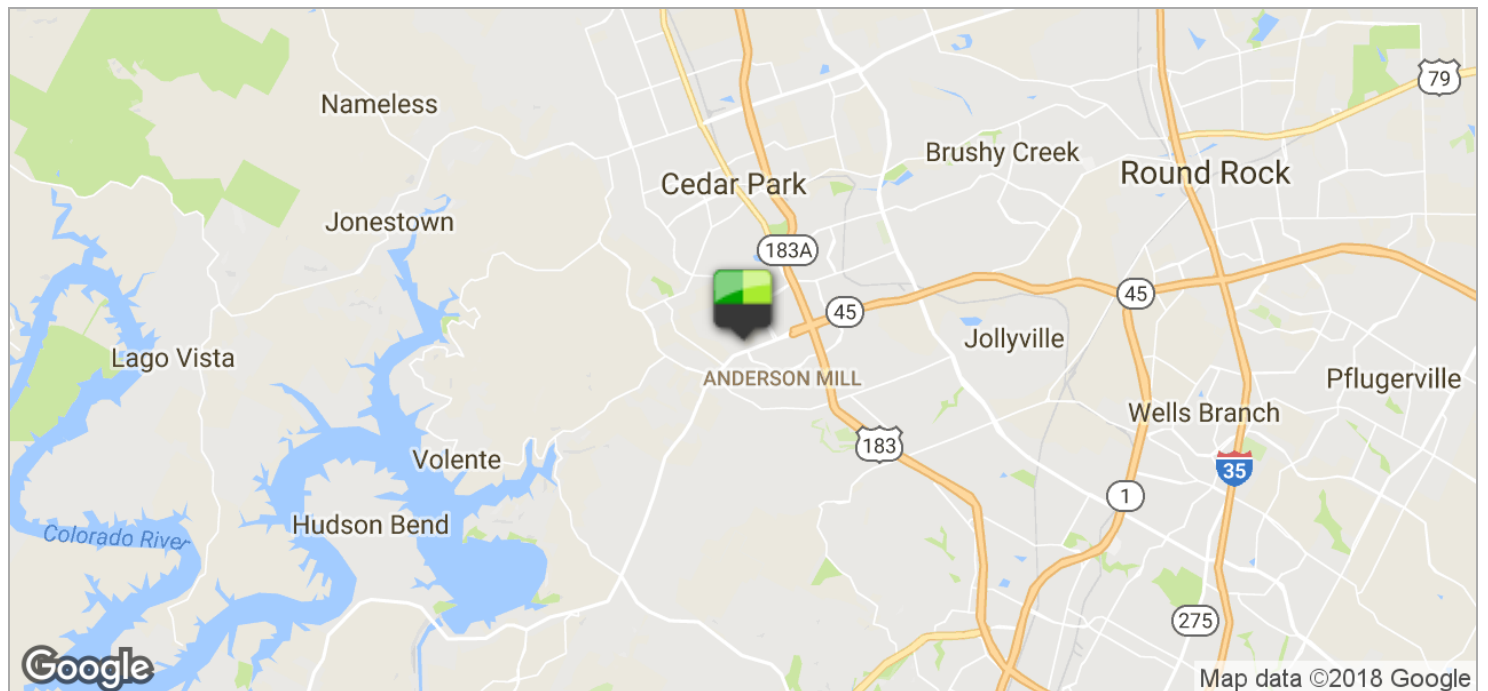 79
Nameless
Brushy Creek
Round Rock
Cedar Park
Jonestown
183A
45
45
Jollyville
Lago Vista
ANDERSON MILL
Pflugerville
Wells Branch
183
Volente
35
1
Hudson Bend
Colorado River
275
Google
Map data ©2018 Google